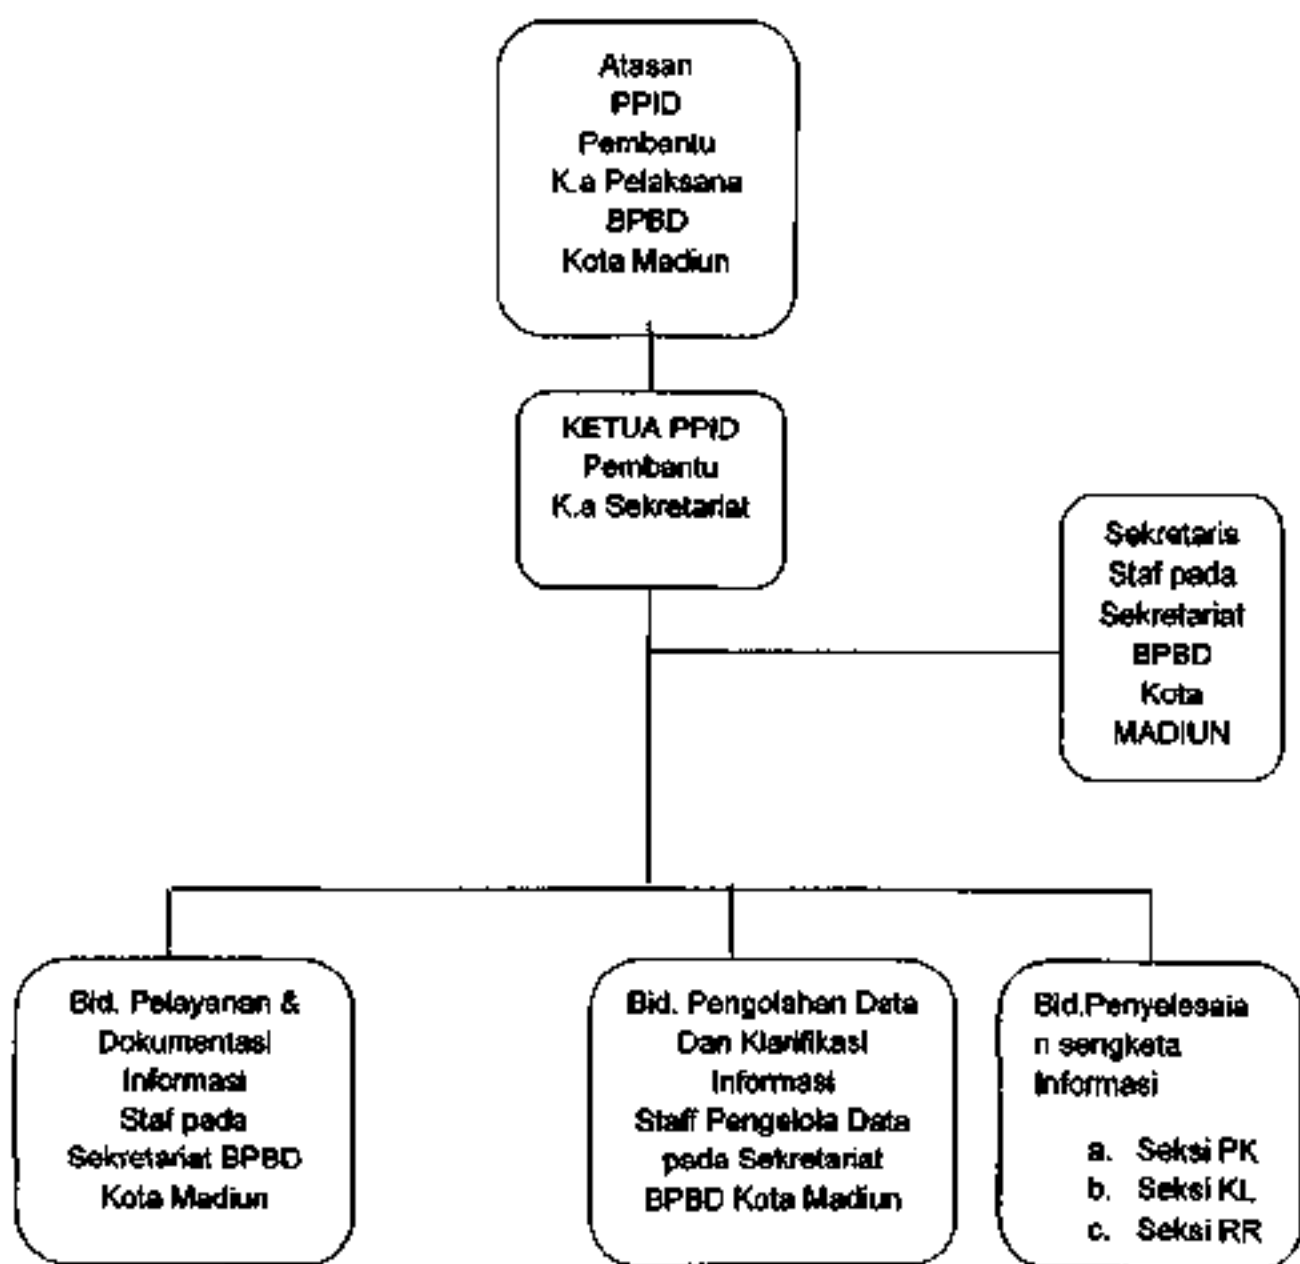 Atasan
PPID
Pembantu
K.a Pelaksana
BPBD
Kota Madiun
KETUA PPID
Pembantu
K.a Sekretariat
Sekretaris
Staf pada
Sekretariat
BPBD
Kota
MADIUN
Bid. Pelayanan &
Dokumentasi
Informasi
Staf pada
Sekretariat BPBD
Kota Madiun
Bid. Pengolahan Data
Dan Klarifikasi
Informasi
Staff Pengelola Data
pada Sekretariat
BPBD Kota Madiun
Bid.Penyelesaia
n sengketa
Informasi
a. Seksi PK
b. Seksi KL
c. Seksi RR